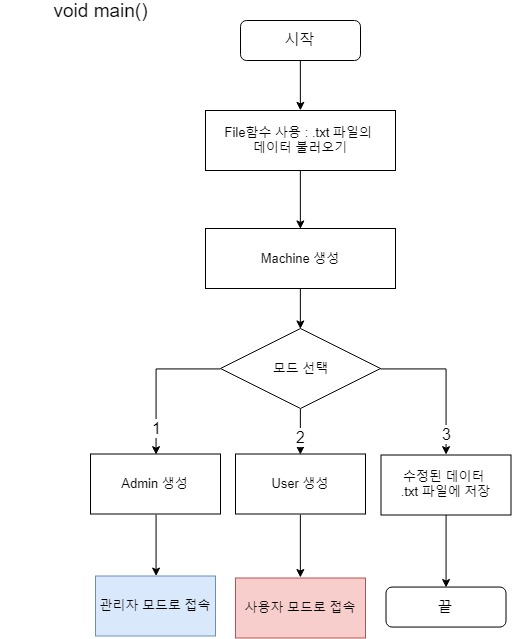 void main()
시작
File함수 사용 : .txt 파일의
데이터 불러오기
Machine 생성
모드 선택
1
2
3
Admin 생성
User 생성
수정된 데이터
.txt 파일에 저장
관리자 모드로 접속
사용자 모드로 접속
끝